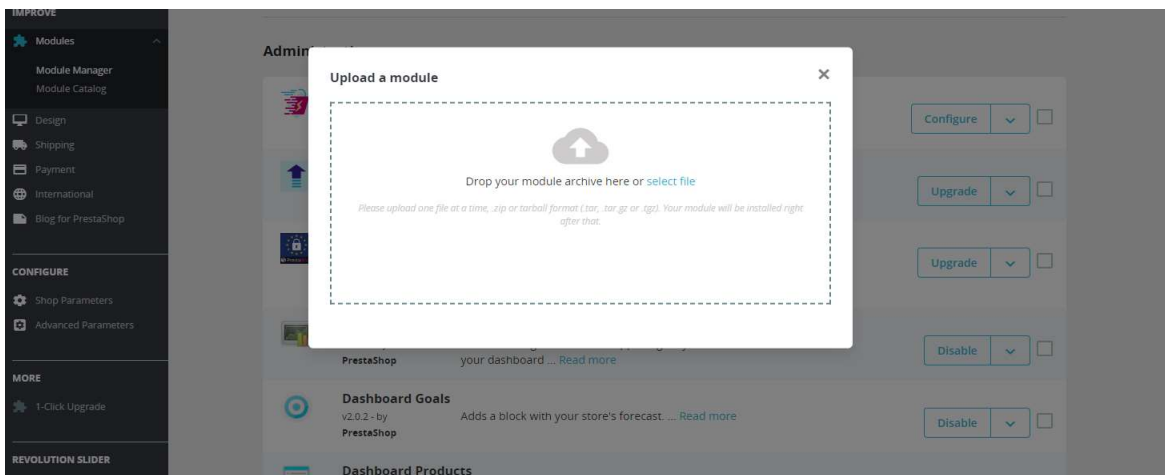 IMPROVE
Modules
Module Manager
Module Catalog
Design
Shipping
Payment
International
Blog for PrestaShop
CONFIGURE
Shop Parameters
Advanced Parameters
MORE
1-Click Upgrade
REVOLUTION SLIDER
Upload a module
×
Drop your module archive here or select file
Please upload one file at a time, .zip or tarball format (.tar, .tar.gz or .tgz). Your module will be installed right
after that.
Configure
Upgrade
Upgrade
PrestaShop
your dashboard ... Read more
Disable
Dashboard Goals
v2.0.2 - by
PrestaShop
Adds a block with your store's forecast. ... Read more
Disable
Dashboard Products